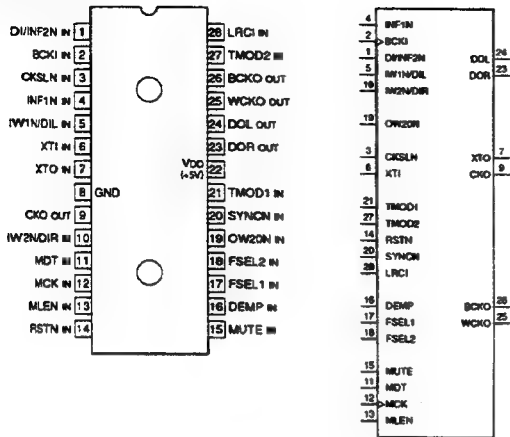 DI/INF2N IN 1
BCKI IN 2
CKSLN IN 3
INF1N IN 4
IW1N/DIL IN 5
XTI IN 6
XTO IN 7
8 GND
CKO OUT 9
IW2N/DIR IN 10
MDT IN 11
MCK IN 12
MLEN IN 13
RSTN IN 14
28 LRCI IN
27 TMOD2 IN
26 BCKO OUT
25 WCKO OUT
24 DOL OUT
23 DOR OUT
VDD
(+5V)
22
21 TMOD1 IN
20 SYNCN IN
19 OW20N IN
18 FSEL2 IN
17 FSEL1 IN
16 DEMP IN
15 MUTE IN
4 INF1N
2 BCKI
1 DI/INF2N
5 IW1N/DIL
10 IW2N/DIR
19 OW20N
3 CKSLN
6 XTI
21 TMOD1
27 TMOD2
14 RSTN
20 SYNCN
28 LRCI
16 DEMP
17 FSEL1
18 FSEL2
15 MUTE
11 MDT
12 MCK
13 MLEN
DOL 24
DOR 23
XTO 7
CKO 9
BCKO 26
WCKO 25